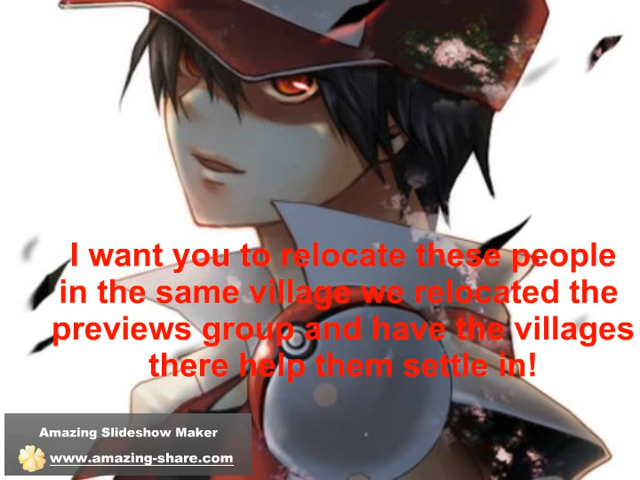 I want you to relocate these people
in the same village we relocated the
previews group and have the villages
there help them settle in!
Amazing Slideshow Maker
www.amazing-share.com